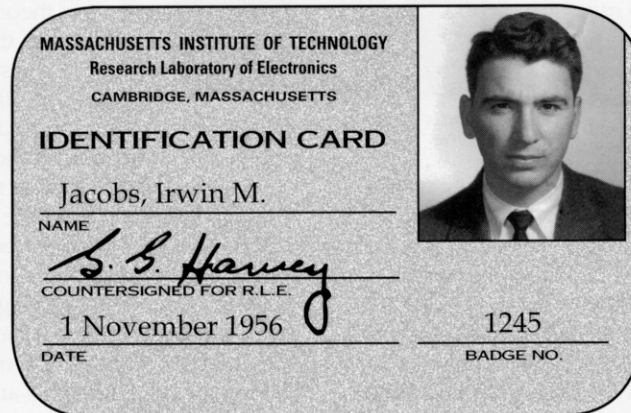 MASSACHUSETTS INSTITUTE OF TECHNOLOGY
Research Laboratory of Electronics
CAMBRIDGE, MASSACHUSETTS
IDENTIFICATION CARD
Jacobs, Irwin M.
NAME
G. G. Harvey
COUNTERSIGNED FOR R.L.E.
1 November 1956
DATE
1245
BADGE NO.